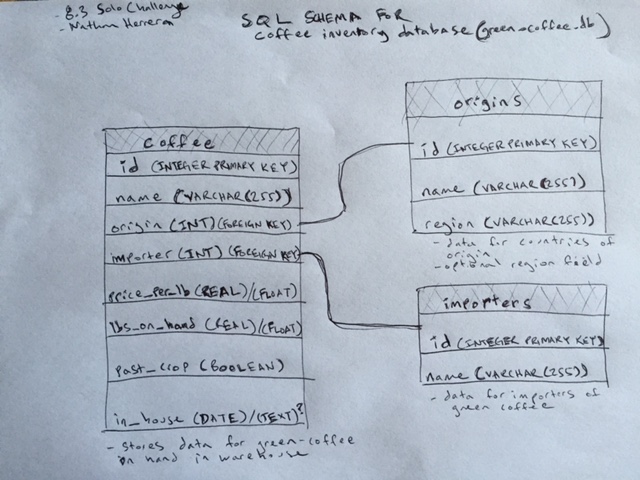 - 8.3 Solo Challenge
- Nathan Herrera
SQL SCHEMA FOR
coffee inventory database (green-coffee.db)
coffee
id (INTEGER PRIMARY KEY)
name (VARCHAR(255))
origin (INT) (FOREIGN KEY)
importer (INT) (FOREIGN KEY)
price_per_lb (REAL)/(FLOAT)
lbs_on_hand (REAL)/(FLOAT)
past_crop (BOOLEAN)
in_house (DATE)/(TEXT)?
- stores data for green-coffee
on hand in warehouse
origins
id (INTEGER PRIMARY KEY)
name (VARCHAR(255))
region (VARCHAR(255))
- data for countries of
origin
- optional region field
importers
id (INTEGER PRIMARY KEY)
name (VARCHAR(255))
- data for importers of
green coffee